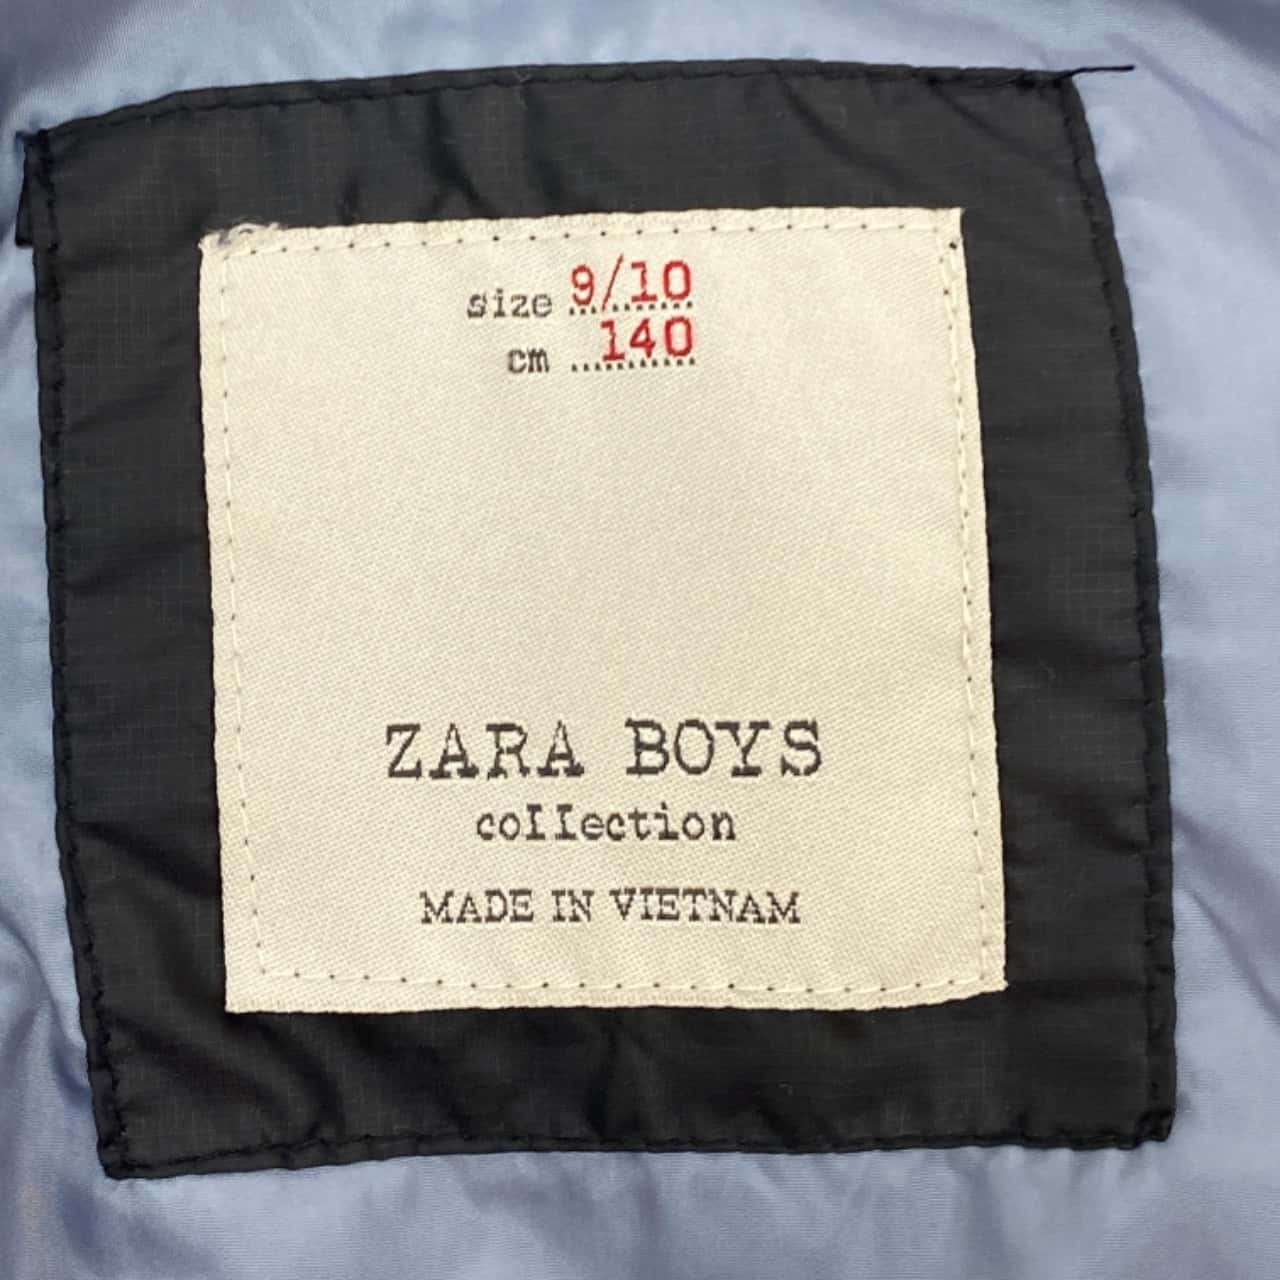 size 9/10
cm 140
ZARA BOYS
collection
MADE IN VIETNAM